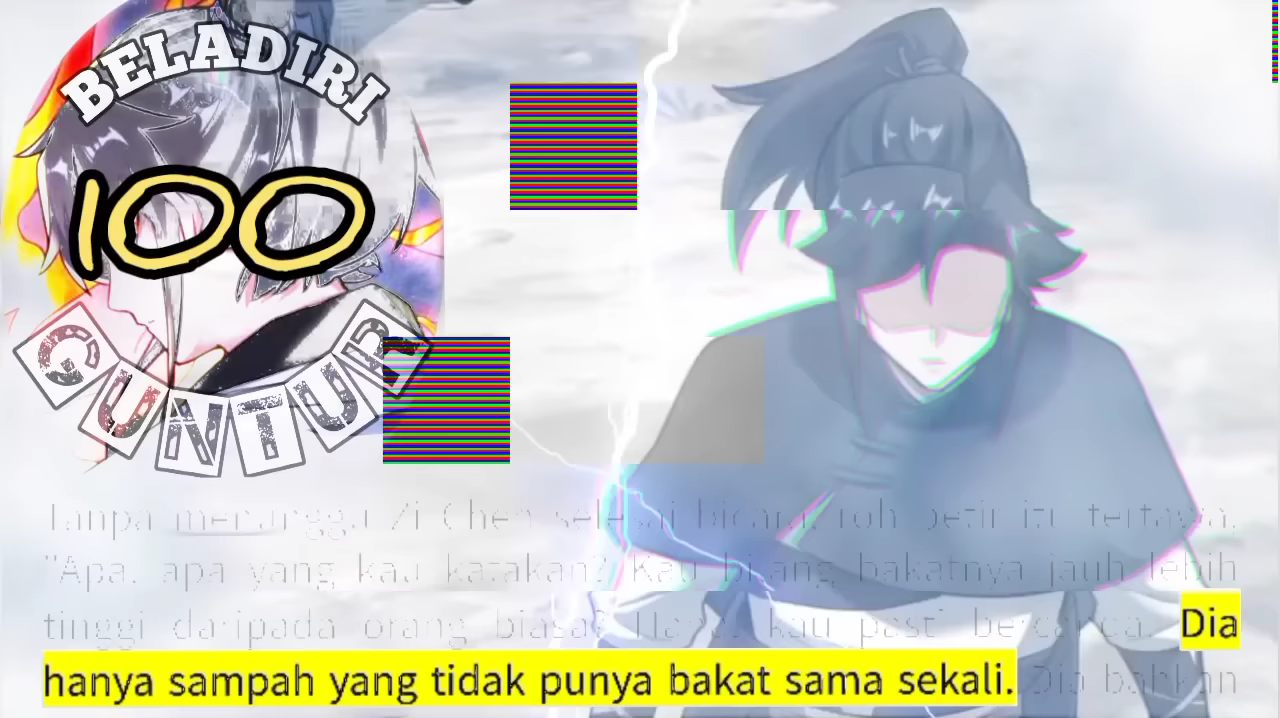 BELADIRI
100
GUNTUR
Tanpa menunggu Zi Chen selesai bicara, roh petir itu tertawa.
"Apa, apa yang kau katakan? Kau bilang bakatnya jauh lebih
tinggi daripada orang biasa? kau pasti bercanda. Dia
hanya sampah yang tidak punya bakat sama sekali. Dia bahkan